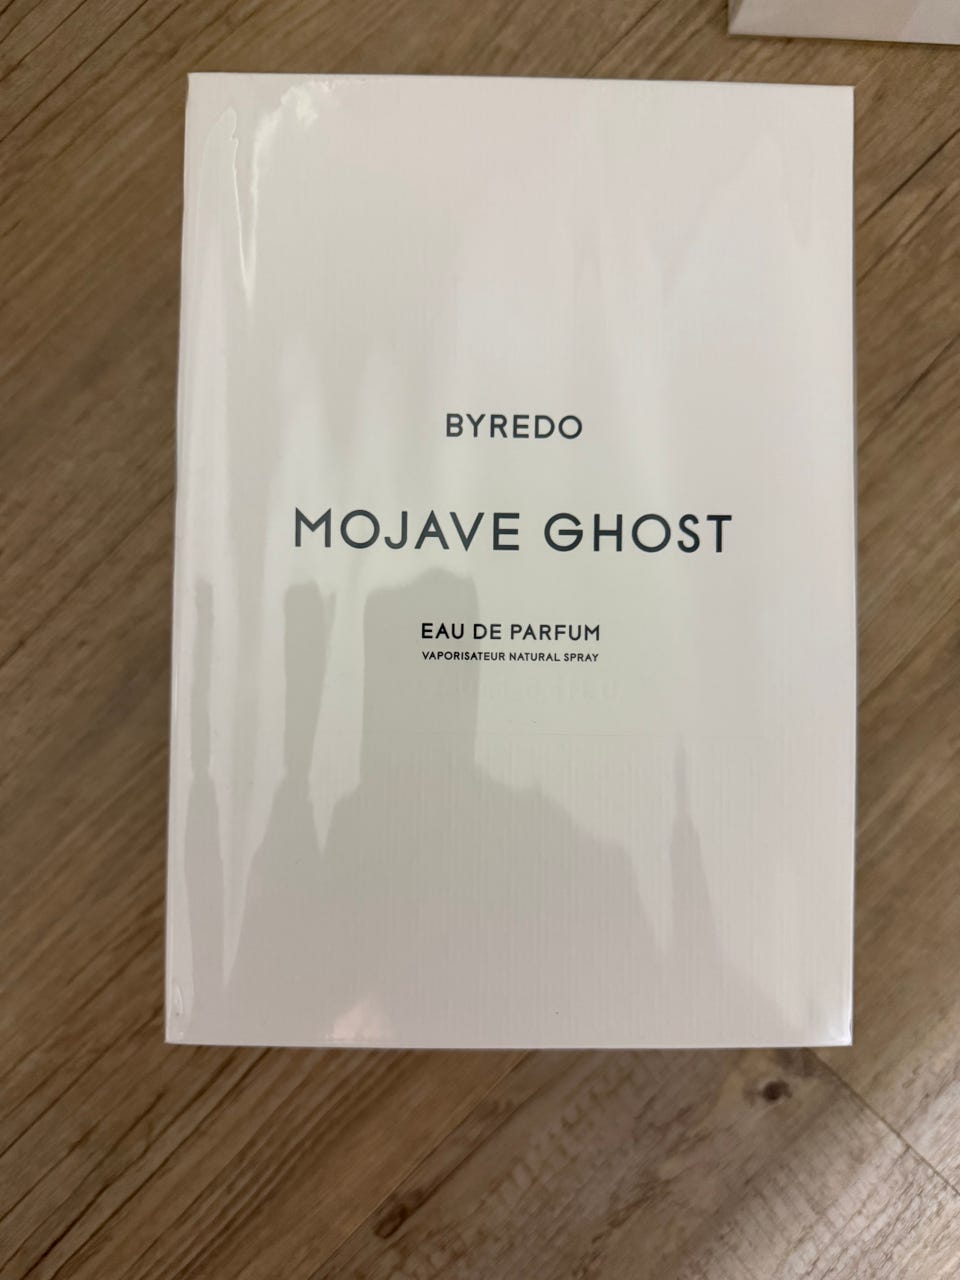 BYREDO
MOJAVE GHOST
EAU DE PARFUM
VAPORISATEUR NATURAL SPRAY